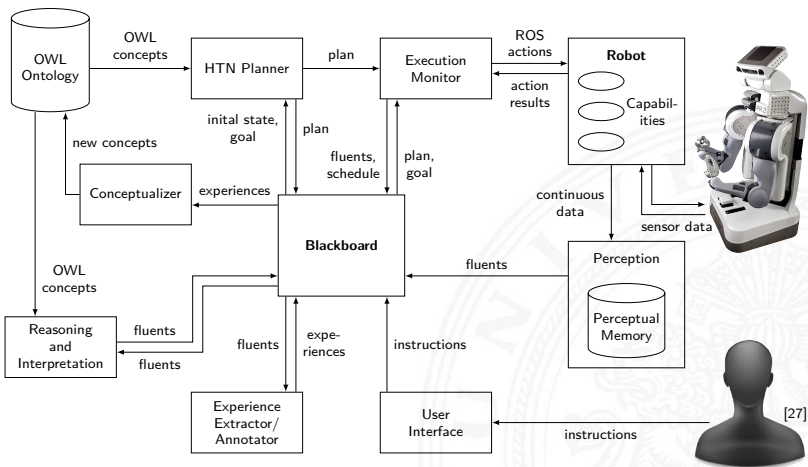 OWL
Ontology
OWL
concepts
HTN Planner
plan
Execution
Monitor
ROS
actions
action
results
Robot
Capabil-
ities
inital state,
goal
plan
fluents,
schedule
plan,
goal
new concepts
Conceptualizer
experiences
Blackboard
continuous
data
sensor data
Perception
Perceptual
Memory
fluents
OWL
concepts
Reasoning
and
Interpretation
fluents
fluents
fluents
expe-
riences
instructions
Experience
Extractor/
Annotator
User
Interface
instructions
[27]